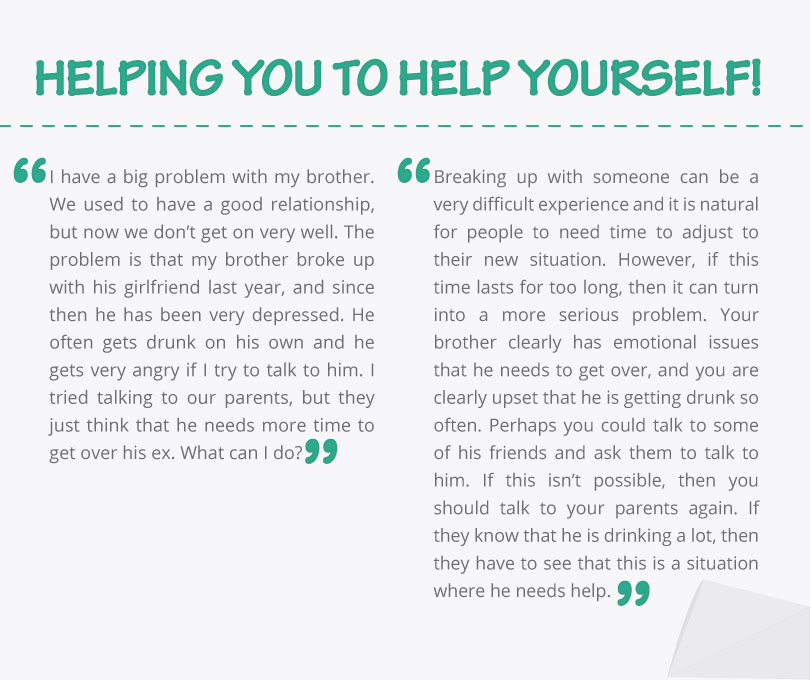 HELPING YOU TO HELP YOURSELF!
“I have a big problem with my brother.
We used to have a good relationship,
but now we don’t get on very well. The
problem is that my brother broke up
with his girlfriend last year, and since
then he has been very depressed. He
often gets drunk on his own and he
gets very angry if I try to talk to him. I
tried talking to our parents, but they
just think that he needs more time to
get over his ex. What can I do?”
“Breaking up with someone can be a
very difficult experience and it is natural
for people to need time to adjust to
their new situation. However, if this
time lasts for too long, then it can turn
into a more serious problem. Your
brother clearly has emotional issues
that he needs to get over, and you are
clearly upset that he is getting drunk so
often. Perhaps you could talk to some
of his friends and ask them to talk to
him. If this isn’t possible, then you
should talk to your parents again. If
they know that he is drinking a lot, then
they have to see that this is a situation
where he needs help.”